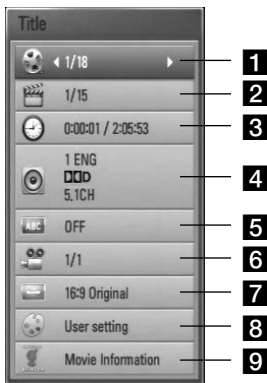 Title
1/18
1
1/15
2
0:00:01 / 2:05:53
3
1 ENG
D
5.1CH
4
ABC
OFF
5
1/1
6
16:9 Original
7
User setting
8
Movie Information
9